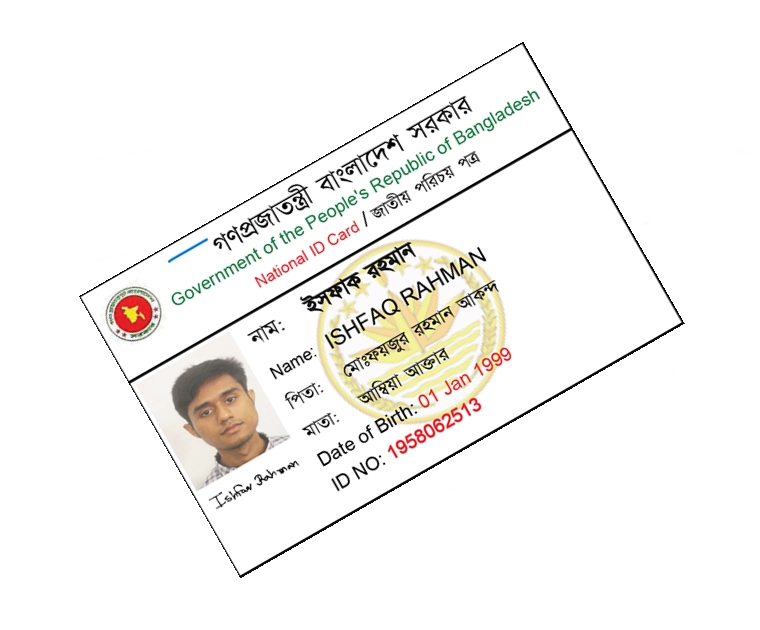 গণপ্রজাতন্ত্রী বাংলাদেশ সরকার
Government of the People's Republic of Bangladesh
National ID Card / জাতীয় পরিচয় পত্র
নাম: ইসফাক রহমান
Name: ISHFAQ RAHMAN
পিতা: মোঃফয়জুর রহমান আকন্দ
মাতা: আম্বিয়া আক্তার
Date of Birth: 01 Jan 1999
ID NO: 1958062513
Ishfaq Rahman